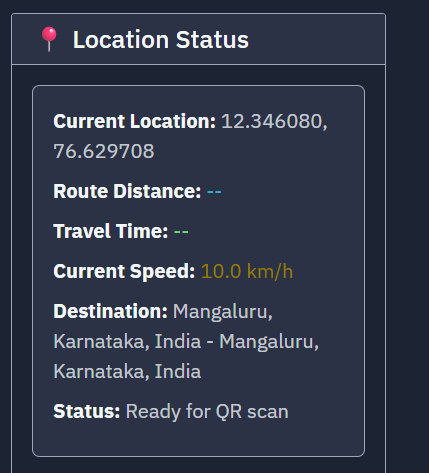 📍 Location Status
Current Location: 12.346080,
76.629708
Route Distance: --
Travel Time: --
Current Speed: 10.0 km/h
Destination: Mangaluru,
Karnataka, India - Mangaluru,
Karnataka, India
Status: Ready for QR scan